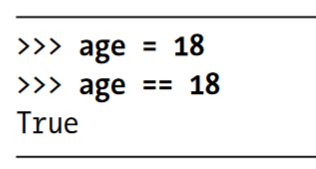 >>> age = 18
>>> age == 18
True